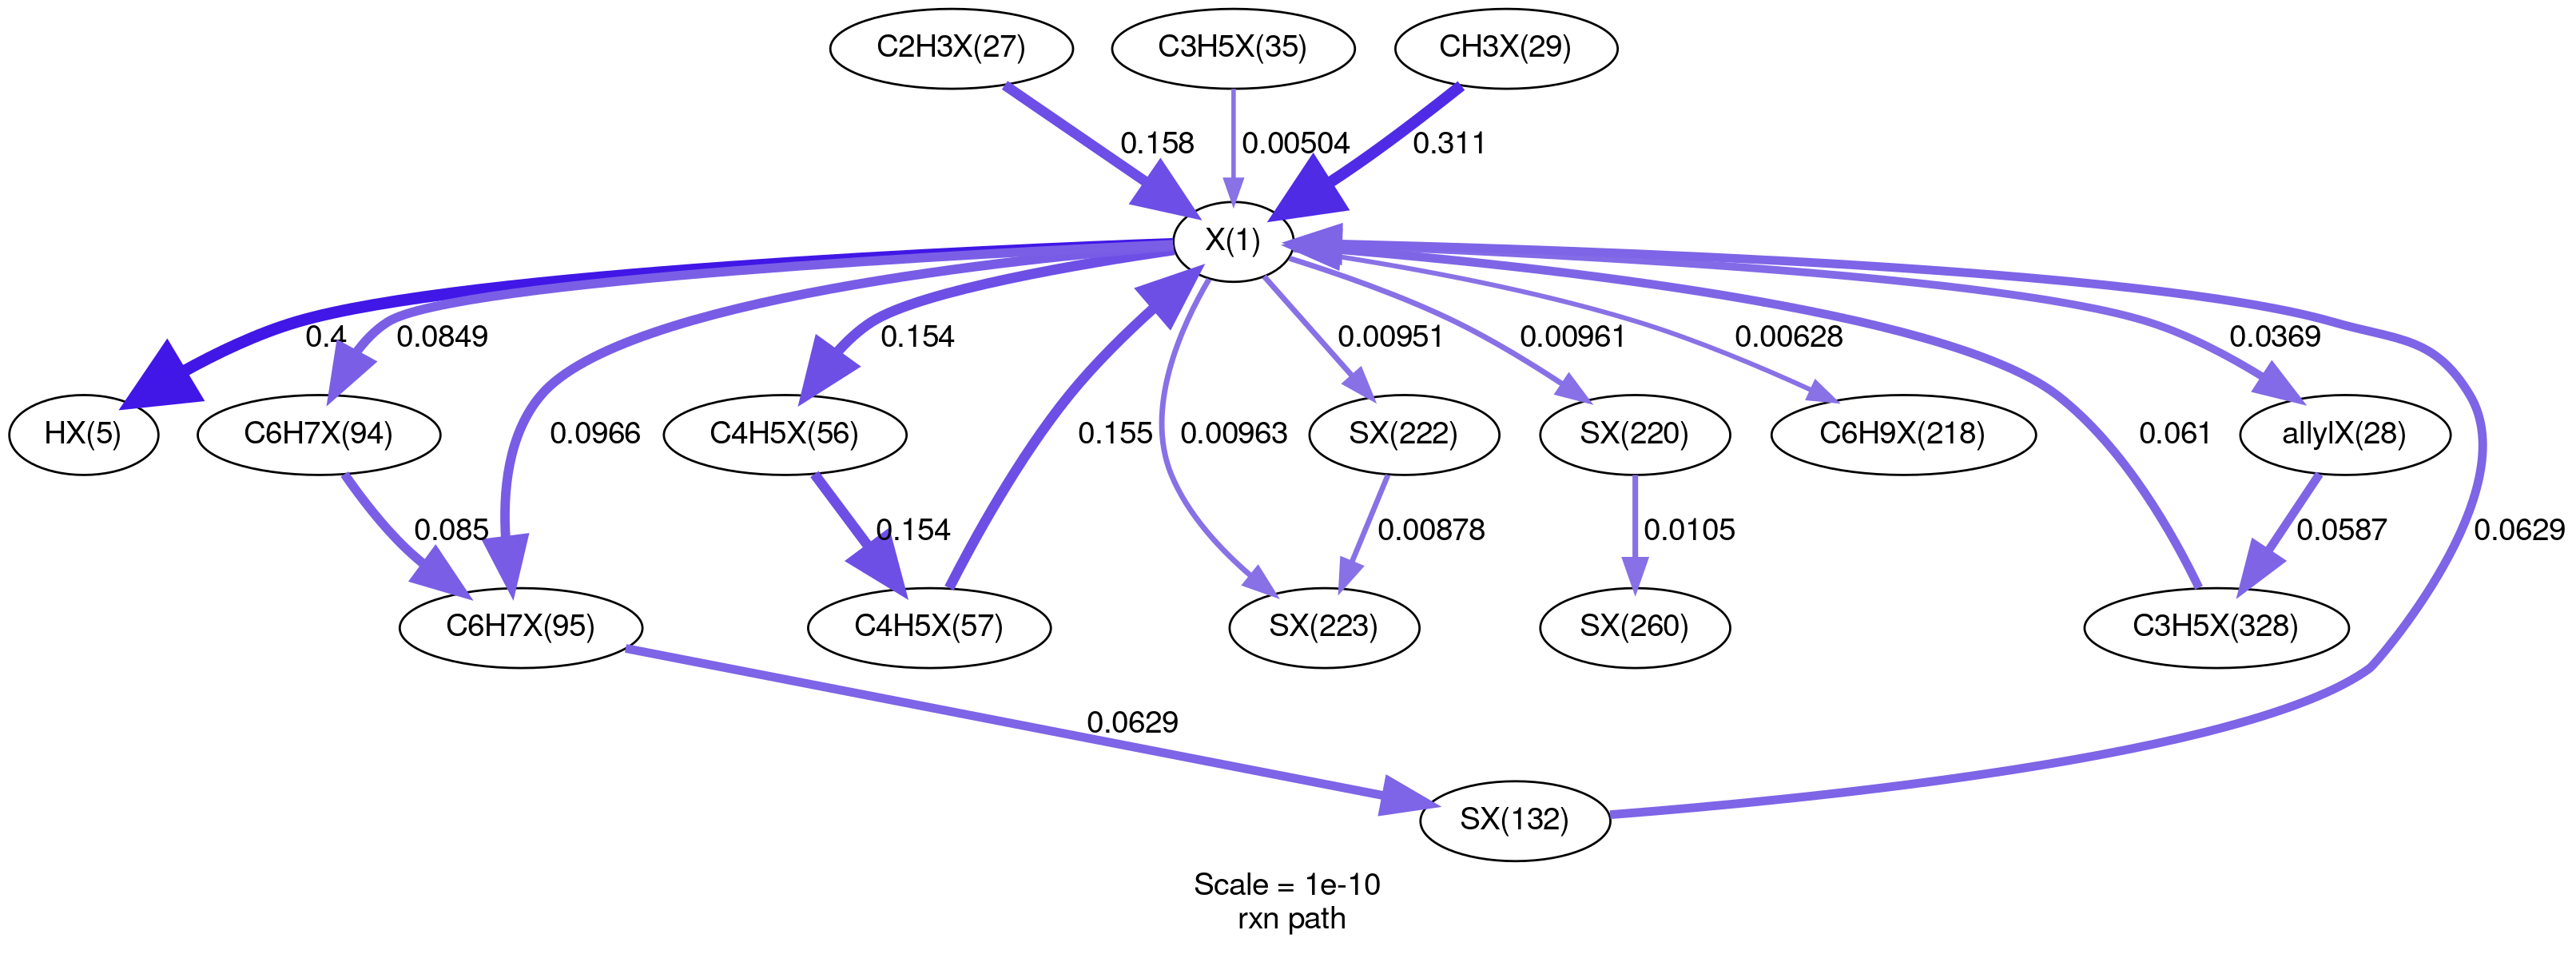 C2H3X(27)
C3H5X(35)
CH3X(29)
0.158
0.00504
0.311
X(1)
0.4
0.0849
0.154
0.00951
0.00961
0.00628
0.0369
HX(5)
C6H7X(94)
0.0966
C4H5X(56)
0.155
0.00963
SX(222)
SX(220)
C6H9X(218)
0.061
allylX(28)
0.085
0.154
0.00878
0.0105
0.0587
0.0629
C6H7X(95)
C4H5X(57)
SX(223)
SX(260)
C3H5X(328)
0.0629
SX(132)
Scale = 1e-10
rxn path